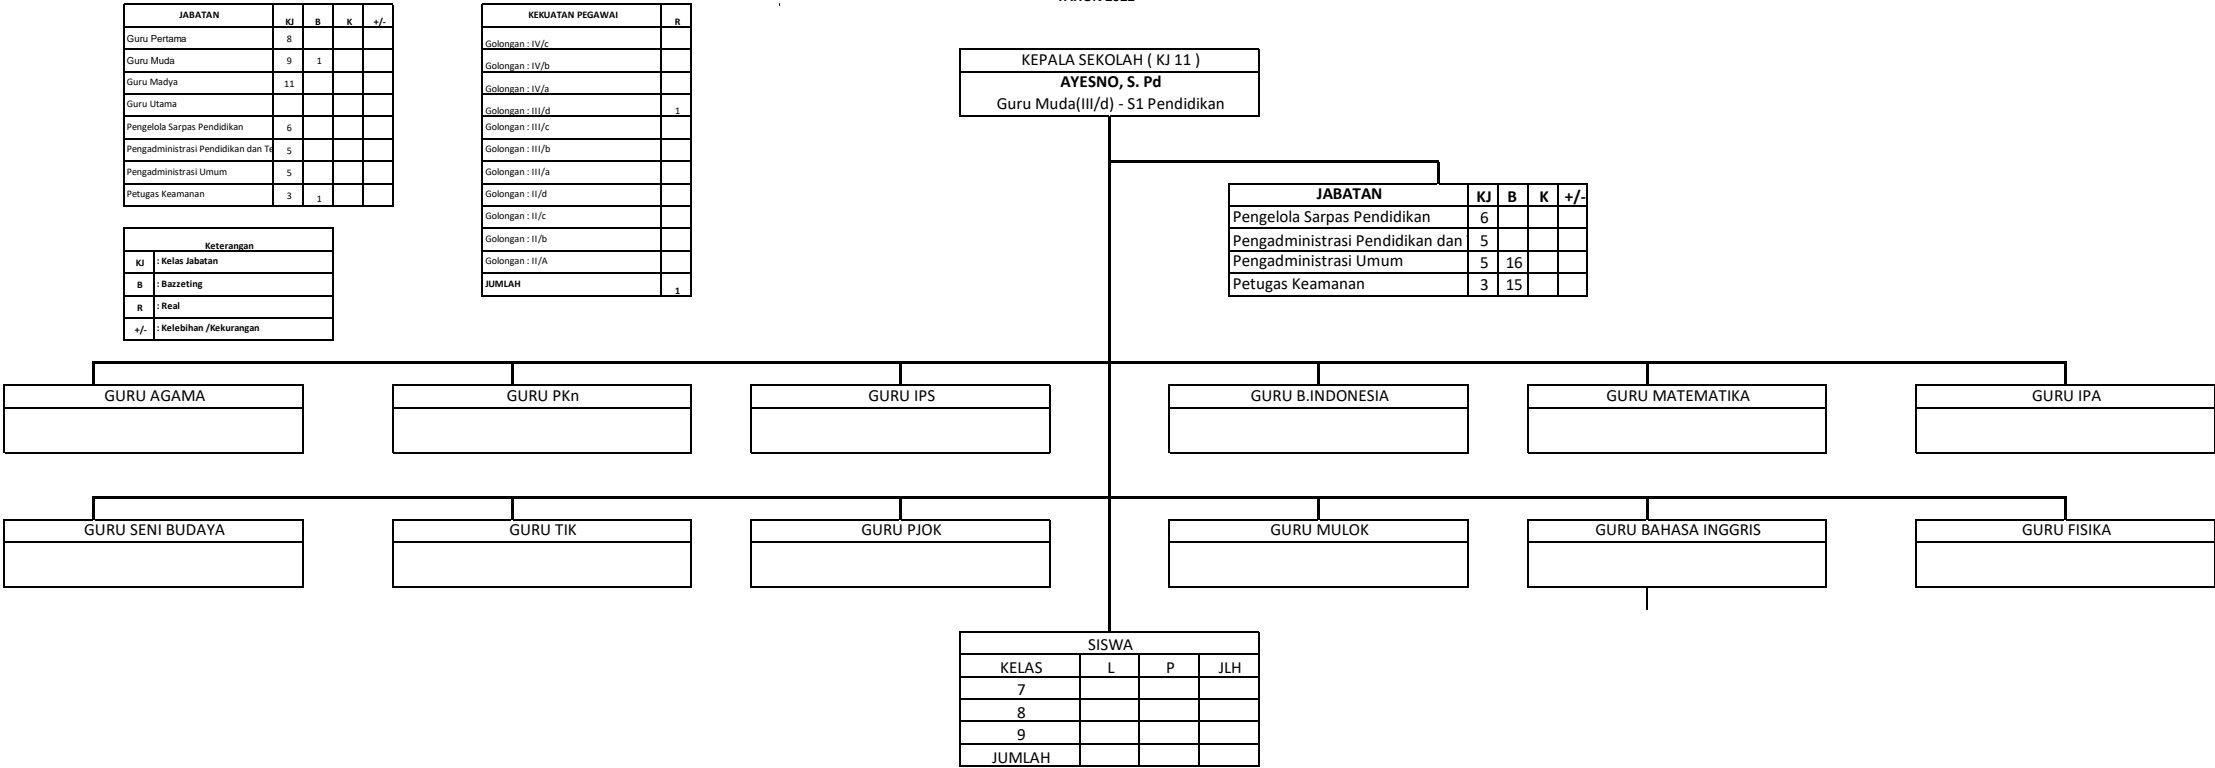 JABATAN KJ B K +/-
Guru Pertama 8
Guru Muda 9 1
Guru Madya 11
Guru Utama
Pengelola Sarpas Pendidikan 6
Pengadministrasi Pendidikan dan Te 5
Pengadministrasi Umum 5
Petugas Keamanan 3 1
Keterangan
KJ : Kelas Jabatan
B : Bazzeting
R : Real
+/- : Kelebihan /Kekurangan
KEKUATAN PEGAWAI R
Golongan : IV/c
Golongan : IV/b
Golongan : IV/a
Golongan : III/d 1
Golongan : III/c
Golongan : III/b
Golongan : III/a
Golongan : II/d
Golongan : II/c
Golongan : II/b
Golongan : II/A
JUMLAH 1
KEPALA SEKOLAH ( KJ 11 )
AYESNO, S. Pd
Guru Muda(III/d) - S1 Pendidikan
JABATAN KJ B K +/-
Pengelola Sarpas Pendidikan 6
Pengadministrasi Pendidikan dan 5
Pengadministrasi Umum 5 16
Petugas Keamanan 3 15
GURU AGAMA
GURU PKn
GURU IPS
GURU B.INDONESIA
GURU MATEMATIKA
GURU IPA
GURU SENI BUDAYA
GURU TIK
GURU PJOK
GURU MULOK
GURU BAHASA INGGRIS
GURU FISIKA
SISWA
KELAS L P JLH
7
8
9
JUMLAH